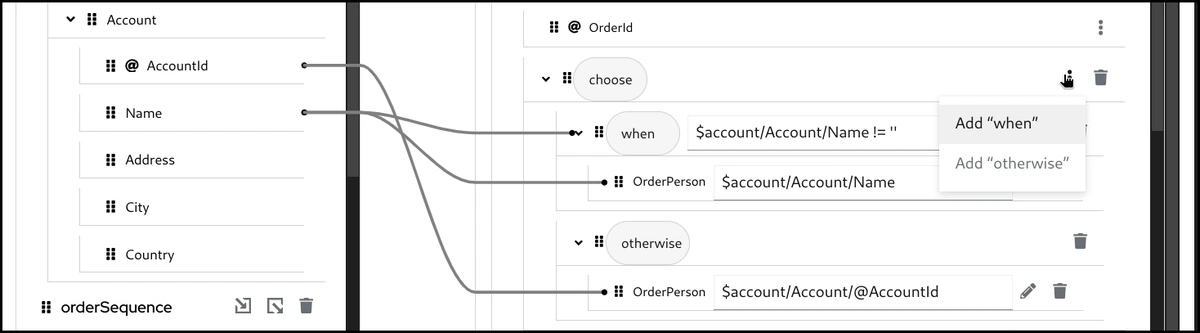 Account
@ AccountId
Name
Address
City
Country
orderSequence
@ OrderId
choose
when $account/Account/Name != ''
OrderPerson $account/Account/Name
otherwise
OrderPerson $account/Account/@AccountId
Add “when”
Add “otherwise”